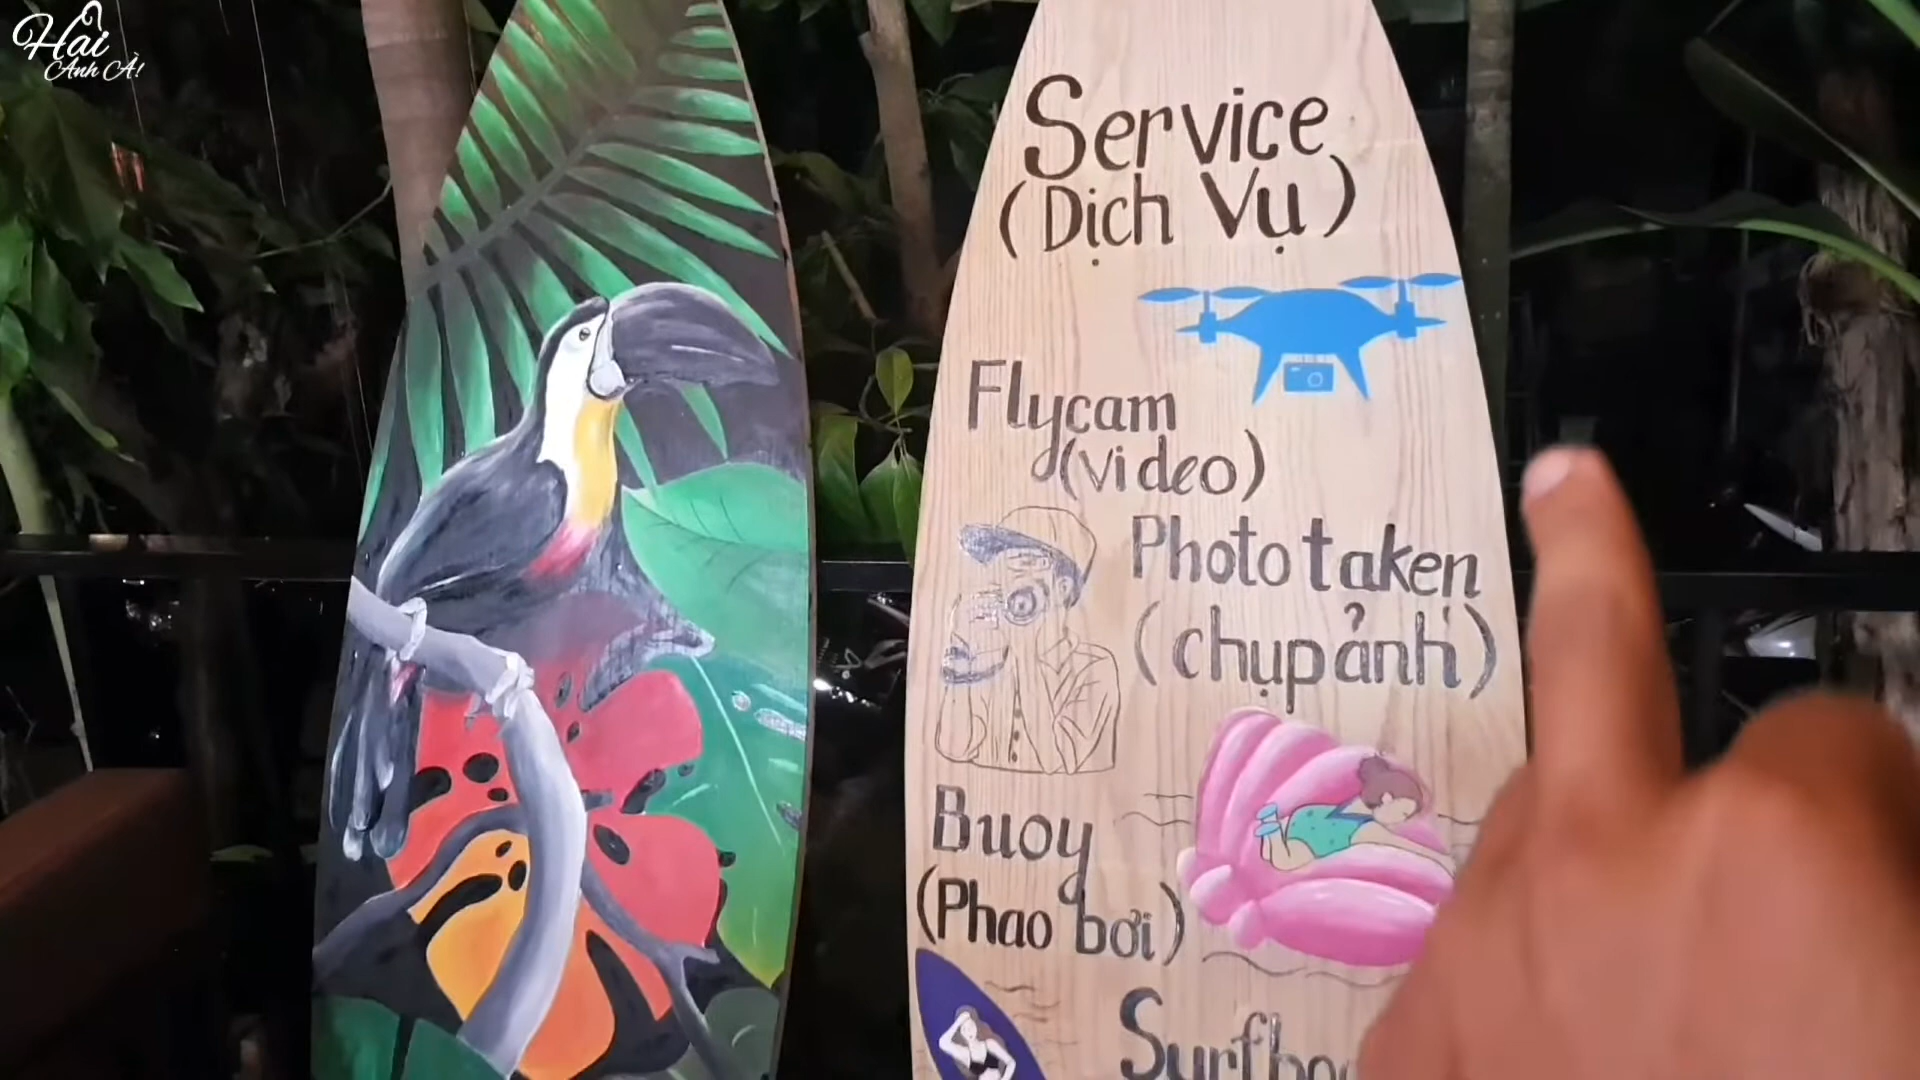 Hải
Anh À!
Service
(Dịch Vụ)
Flycam
(video)
Photo taken
(chụp ảnh)
Buoy
(Phao bơi)